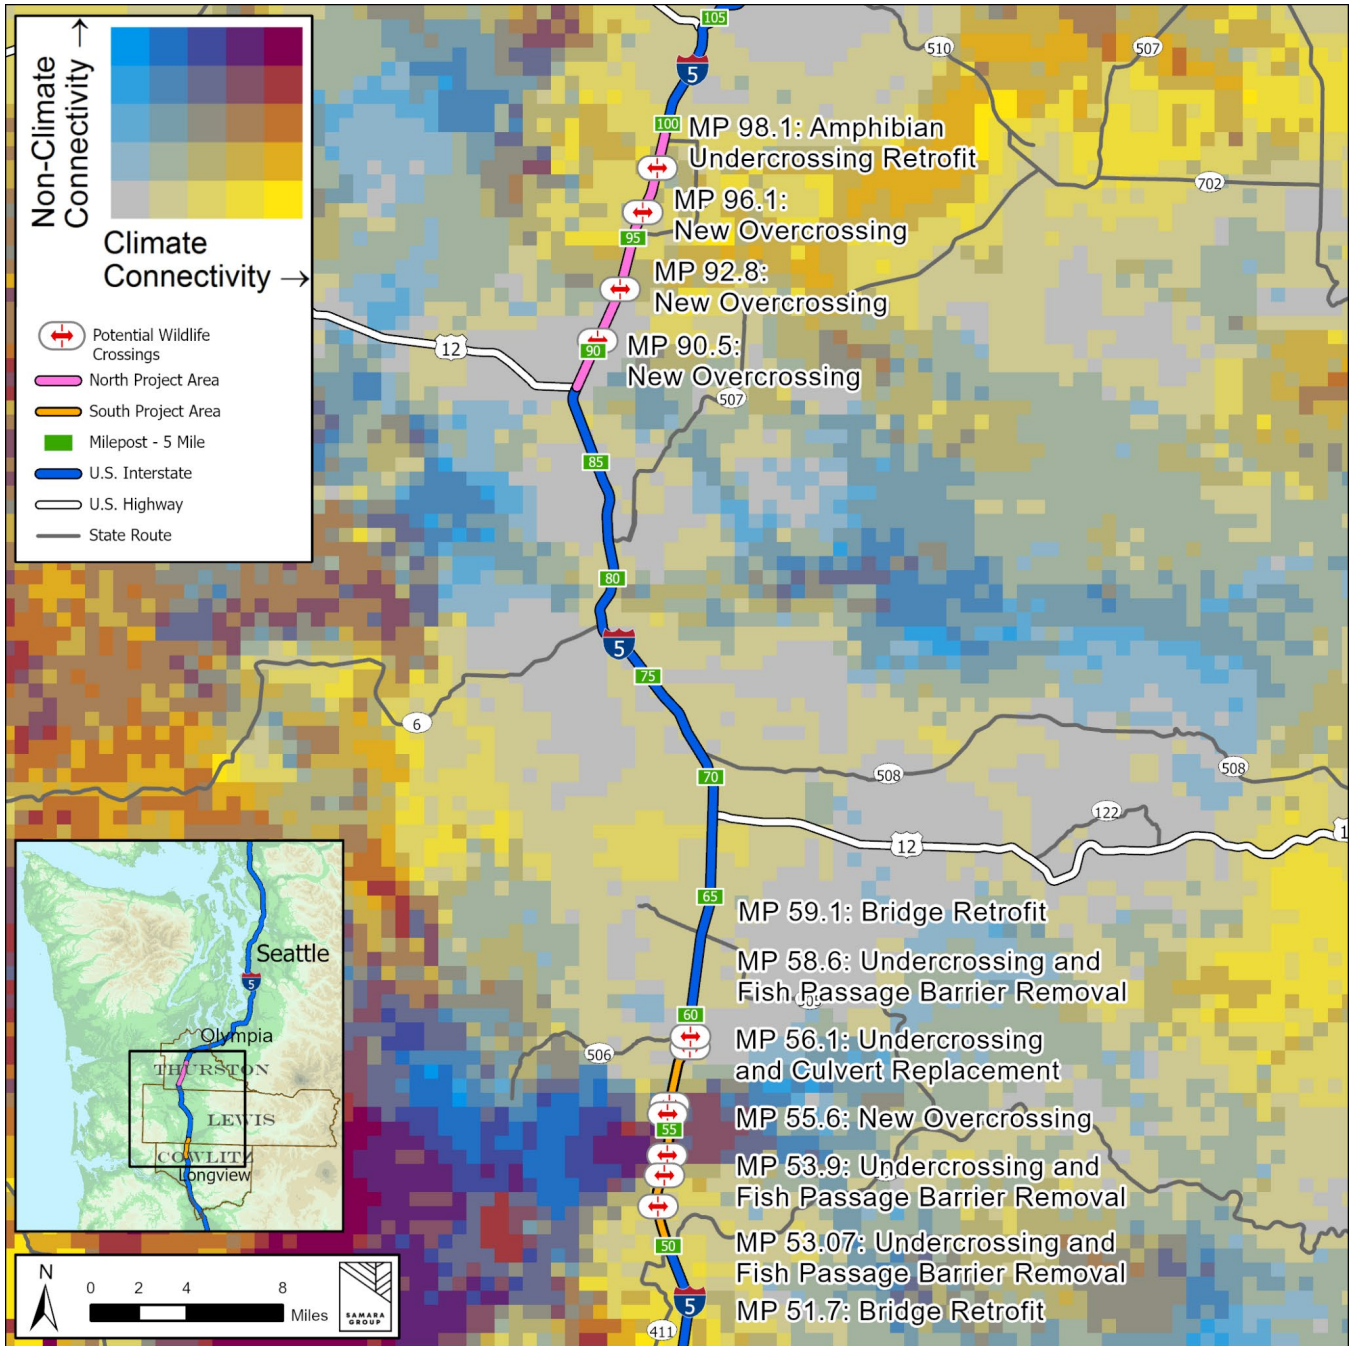 Non-Climate
Connectivity →
Climate
Connectivity →
Potential Wildlife
Crossings
North Project Area
South Project Area
Milepost - 5 Mile
U.S. Interstate
U.S. Highway
State Route
105
5
510
507
100
MP 98.1: Amphibian
Undercrossing Retrofit
702
MP 96.1:
New Overcrossing
95
MP 92.8:
New Overcrossing
12
90
MP 90.5:
New Overcrossing
507
85
80
5
75
6
70
508
508
122
12
1
65
MP 59.1: Bridge Retrofit
MP 58.6: Undercrossing and
Fish Passage Barrier Removal
60
506
MP 56.1: Undercrossing
and Culvert Replacement
MP 55.6: New Overcrossing
55
MP 53.9: Undercrossing and
Fish Passage Barrier Removal
50
MP 53.07: Undercrossing and
Fish Passage Barrier Removal
5
MP 51.7: Bridge Retrofit
411
Seattle
5
Olympia
THURSTON
LEWIS
COWLITZ
Longview
N
0 2 4 8
Miles
SAMARA
GROUP